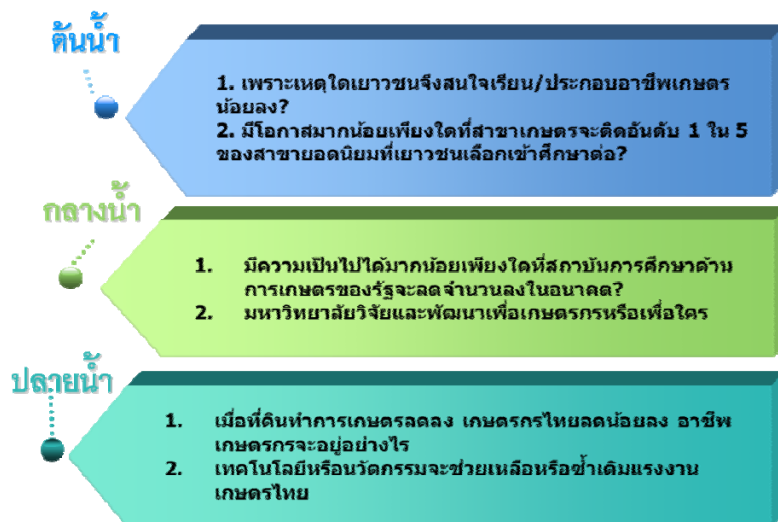 ต้นน้ำ
1. เพราะเหตุใดเยาวชนจึงสนใจเรียน/ประกอบอาชีพเกษตร
น้อยลง?
2. มีโอกาสมากน้อยเพียงใดที่สาขาเกษตรจะติดอันดับ 1 ใน 5
ของสาขายอดนิยมที่เยาวชนเลือกเข้าศึกษาต่อ?
กลางน้ำ
1. มีความเป็นไปได้มากน้อยเพียงใดที่สถาบันการศึกษาด้าน
การเกษตรของรัฐจะลดจำนวนลงในอนาคต?
2. มหาวิทยาลัยวิจัยและพัฒนาเพื่อเกษตรกรหรือเพื่อใคร
ปลายน้ำ
1. เมื่อที่ดินทำการเกษตรลดลง เกษตรกรไทยลดน้อยลง อาชีพ
เกษตรกรจะอยู่อย่างไร
2. เทคโนโลยีหรือนวัตกรรมจะช่วยเหลือหรือซ้ำเติมแรงงาน
เกษตรไทย